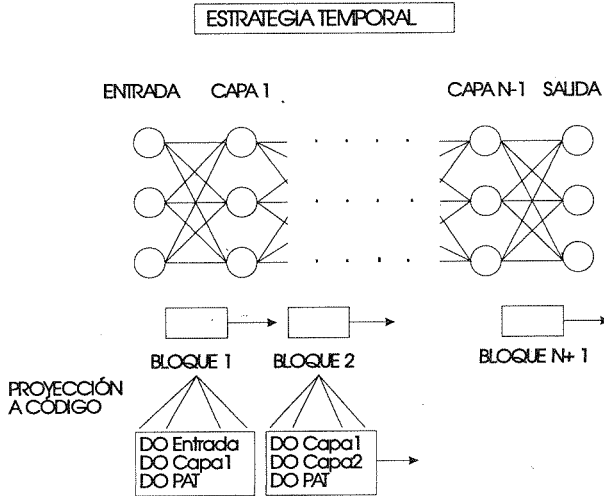 ESTRATEGIA TEMPORAL
ENTRADA CAPA 1 CAPA N-1 SALIDA
BLOQUE 1 BLOQUE 2 BLOQUE N+ 1
PROYECCIÓN
A CÓDIGO
DO Entrada
DO Capa1
DO PAT
DO Capa1
DO Capa2
DO PAT